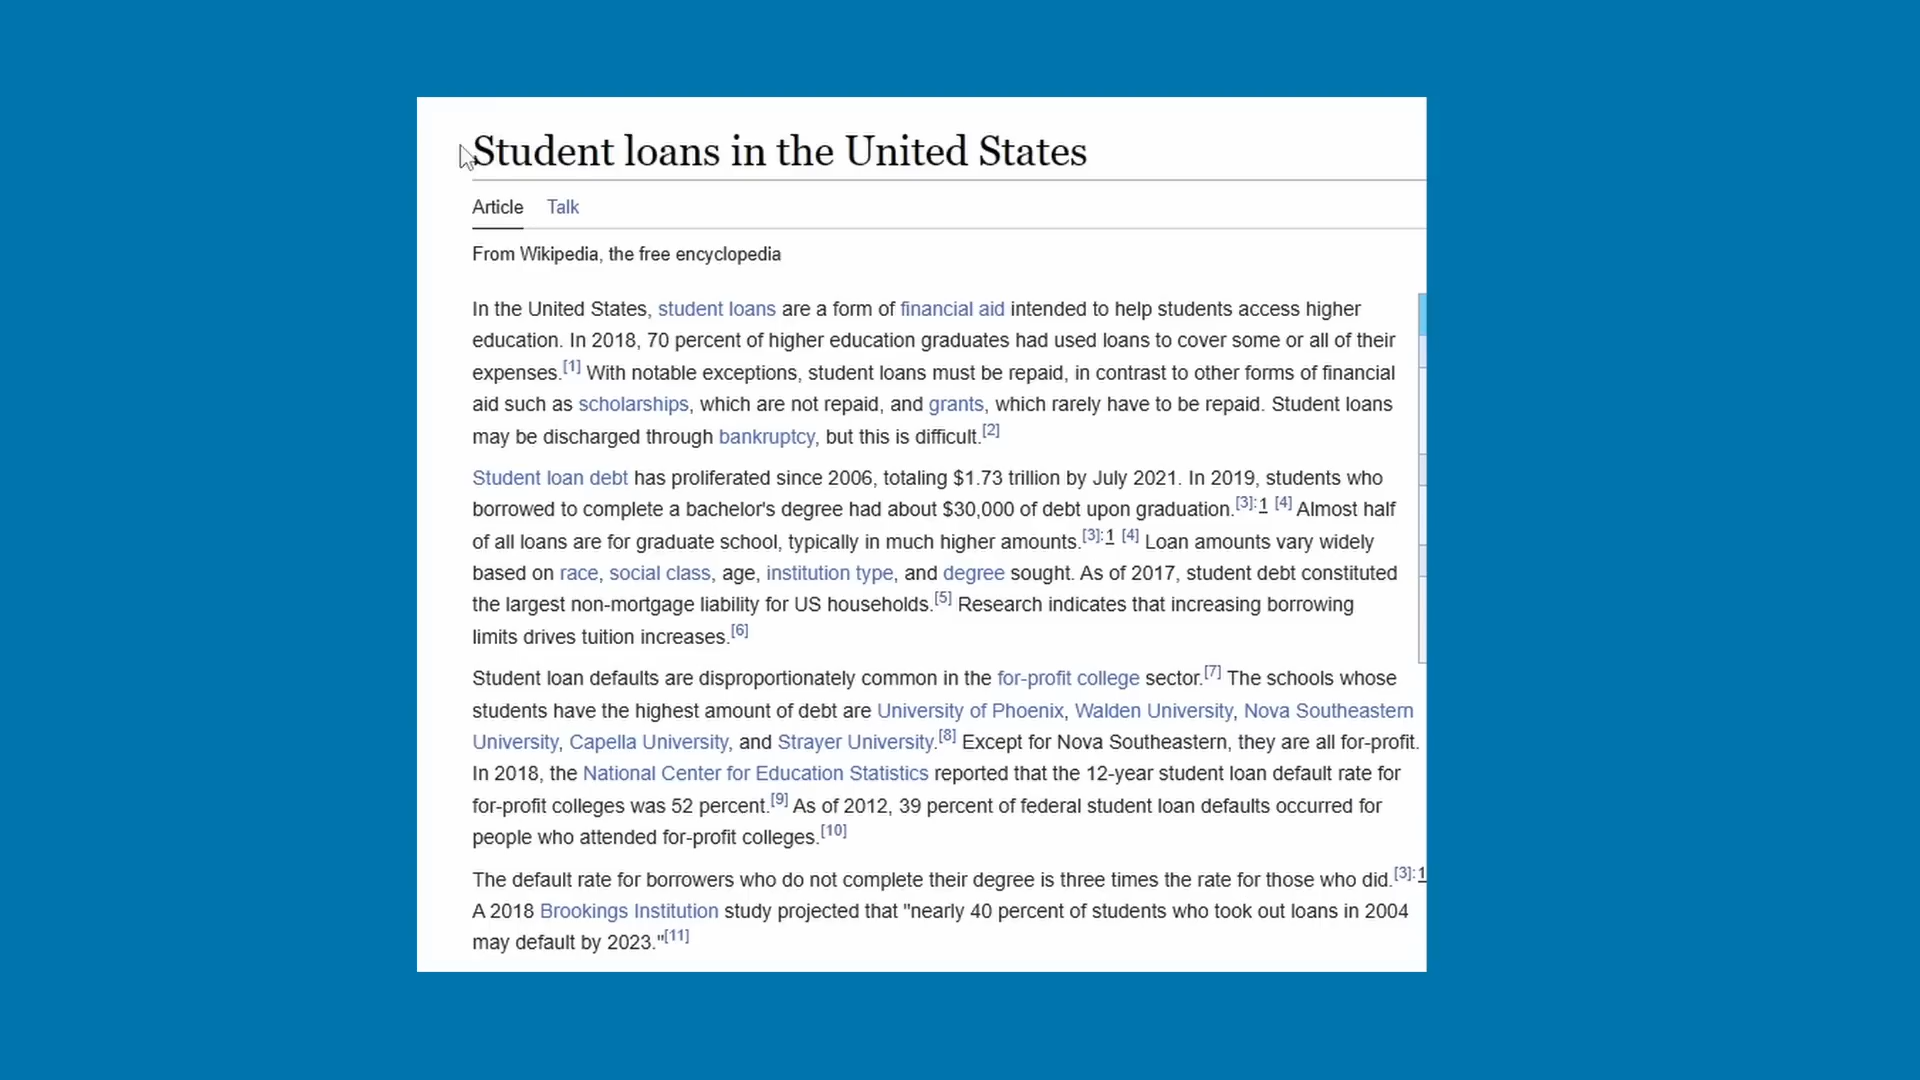 Student loans in the United States
Article Talk
From Wikipedia, the free encyclopedia
In the United States, student loans are a form of financial aid intended to help students access higher
education. In 2018, 70 percent of higher education graduates had used loans to cover some or all of their
expenses.[1] With notable exceptions, student loans must be repaid, in contrast to other forms of financial
aid such as scholarships, which are not repaid, and grants, which rarely have to be repaid. Student loans
may be discharged through bankruptcy, but this is difficult.[2]
Student loan debt has proliferated since 2006, totaling $1.73 trillion by July 2021. In 2019, students who
borrowed to complete a bachelor's degree had about $30,000 of debt upon graduation.[3]:1 [4] Almost half
of all loans are for graduate school, typically in much higher amounts.[3]:1 [4] Loan amounts vary widely
based on race, social class, age, institution type, and degree sought. As of 2017, student debt constituted
the largest non-mortgage liability for US households.[5] Research indicates that increasing borrowing
limits drives tuition increases.[6]
Student loan defaults are disproportionately common in the for-profit college sector.[7] The schools whose
students have the highest amount of debt are University of Phoenix, Walden University, Nova Southeastern
University, Capella University, and Strayer University.[8] Except for Nova Southeastern, they are all for-profit.
In 2018, the National Center for Education Statistics reported that the 12-year student loan default rate for
for-profit colleges was 52 percent.[9] As of 2012, 39 percent of federal student loan defaults occurred for
people who attended for-profit colleges.[10]
The default rate for borrowers who do not complete their degree is three times the rate for those who did.[3]:1
A 2018 Brookings Institution study projected that "nearly 40 percent of students who took out loans in 2004
may default by 2023."[11]